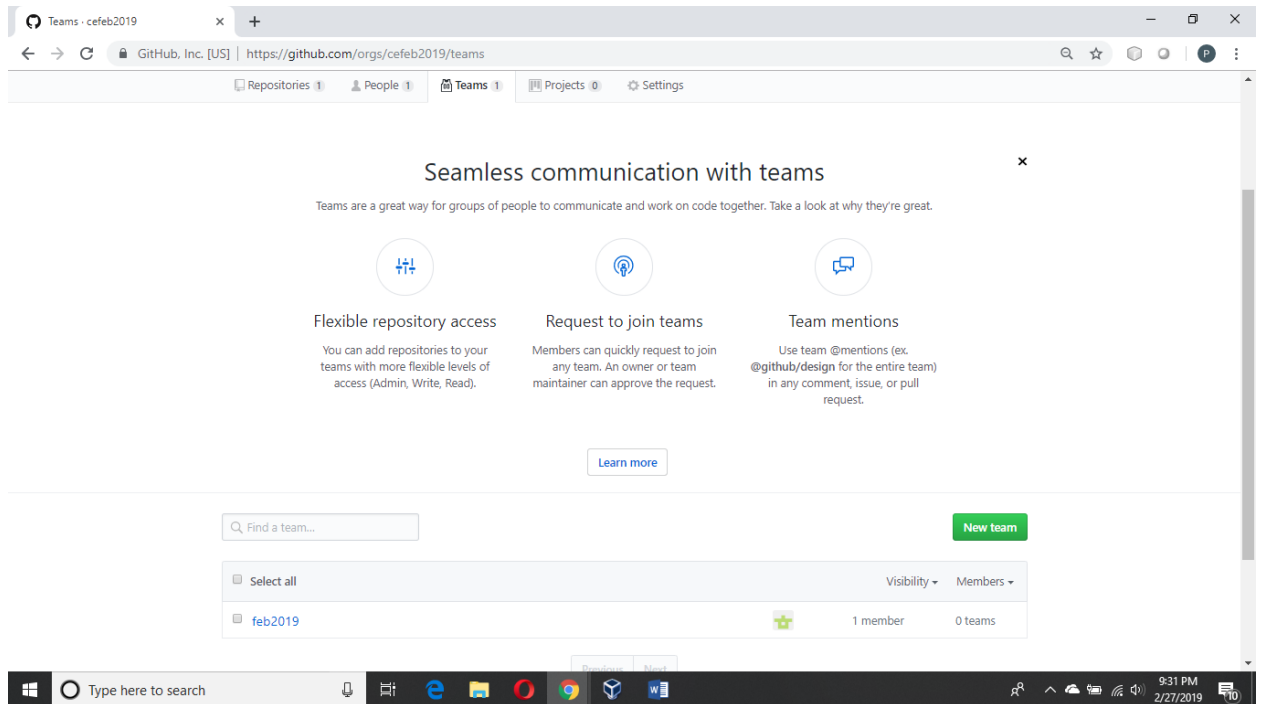 Teams · cefeb2019
GitHub, Inc. [US] | https://github.com/orgs/cefeb2019/teams
P
Repositories 1 People 1 Teams 1 Projects 0 Settings
Seamless communication with teams
Teams are a great way for groups of people to communicate and work on code together. Take a look at why they're great.
Flexible repository access
You can add repositories to your
teams with more flexible levels of
access (Admin, Write, Read).
Request to join teams
Members can quickly request to join
any team. An owner or team
maintainer can approve the request.
Team mentions
Use team @mentions (ex.
@github/design for the entire team)
in any comment, issue, or pull
request.
Learn more
Find a team...
New team
Select all Visibility Members
feb2019 1 member 0 teams
Previous Next
Type here to search
9:31 PM
2/27/2019
10